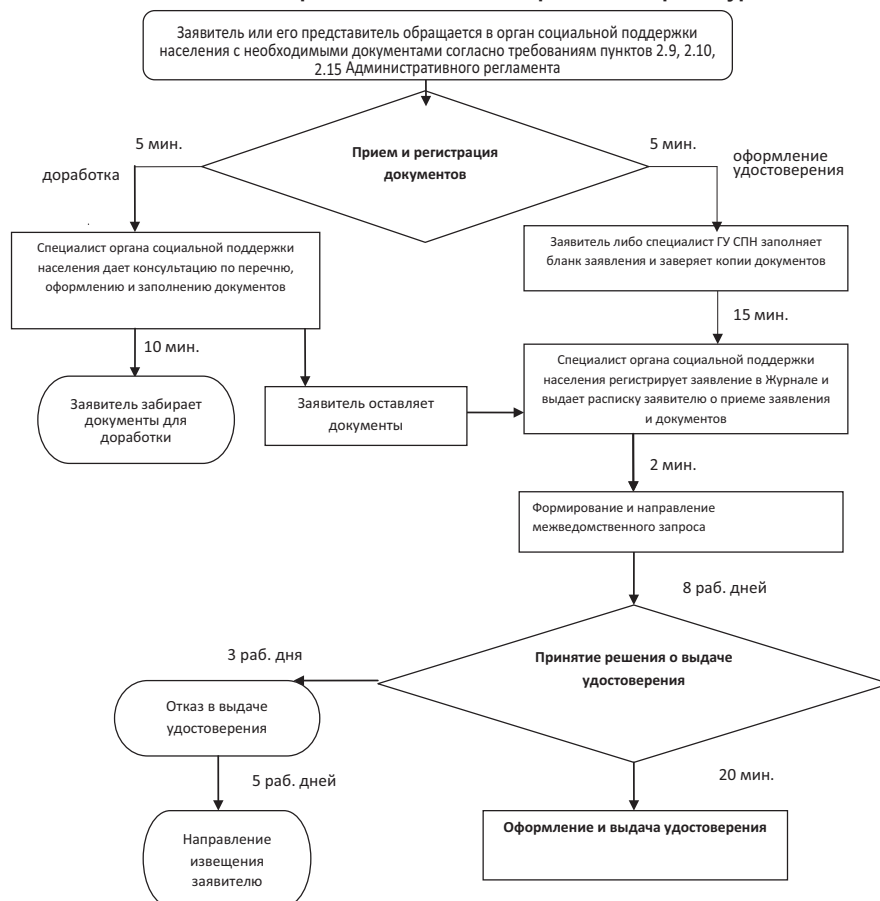 Заявитель или его представитель обращается в орган социальной поддержки
населения с необходимыми документами согласно требованиям пунктов 2.9, 2.10,
2.15 Административного регламента
5 мин.
5 мин.
Прием и регистрация
документов
доработка
оформление
удостоверения
Специалист органа социальной поддержки
населения дает консультацию по перечню,
оформлению и заполнению документов
Заявитель либо специалист ГУ СПН заполняет
бланк заявления и заверяет копии документов
10 мин.
15 мин.
Заявитель забирает
документы для
доработки
Заявитель оставляет
документы
Специалист органа социальной поддержки
населения регистрирует заявление в Журнале и
выдает расписку заявителю о приеме заявления
и документов
2 мин.
Формирование и направление
межведомственного запроса
8 раб. дней
3 раб. дня
Принятие решения о выдаче
удостоверения
Отказ в выдаче
удостоверения
5 раб. дней
20 мин.
Направление
извещения
заявителю
Оформление и выдача удостоверения